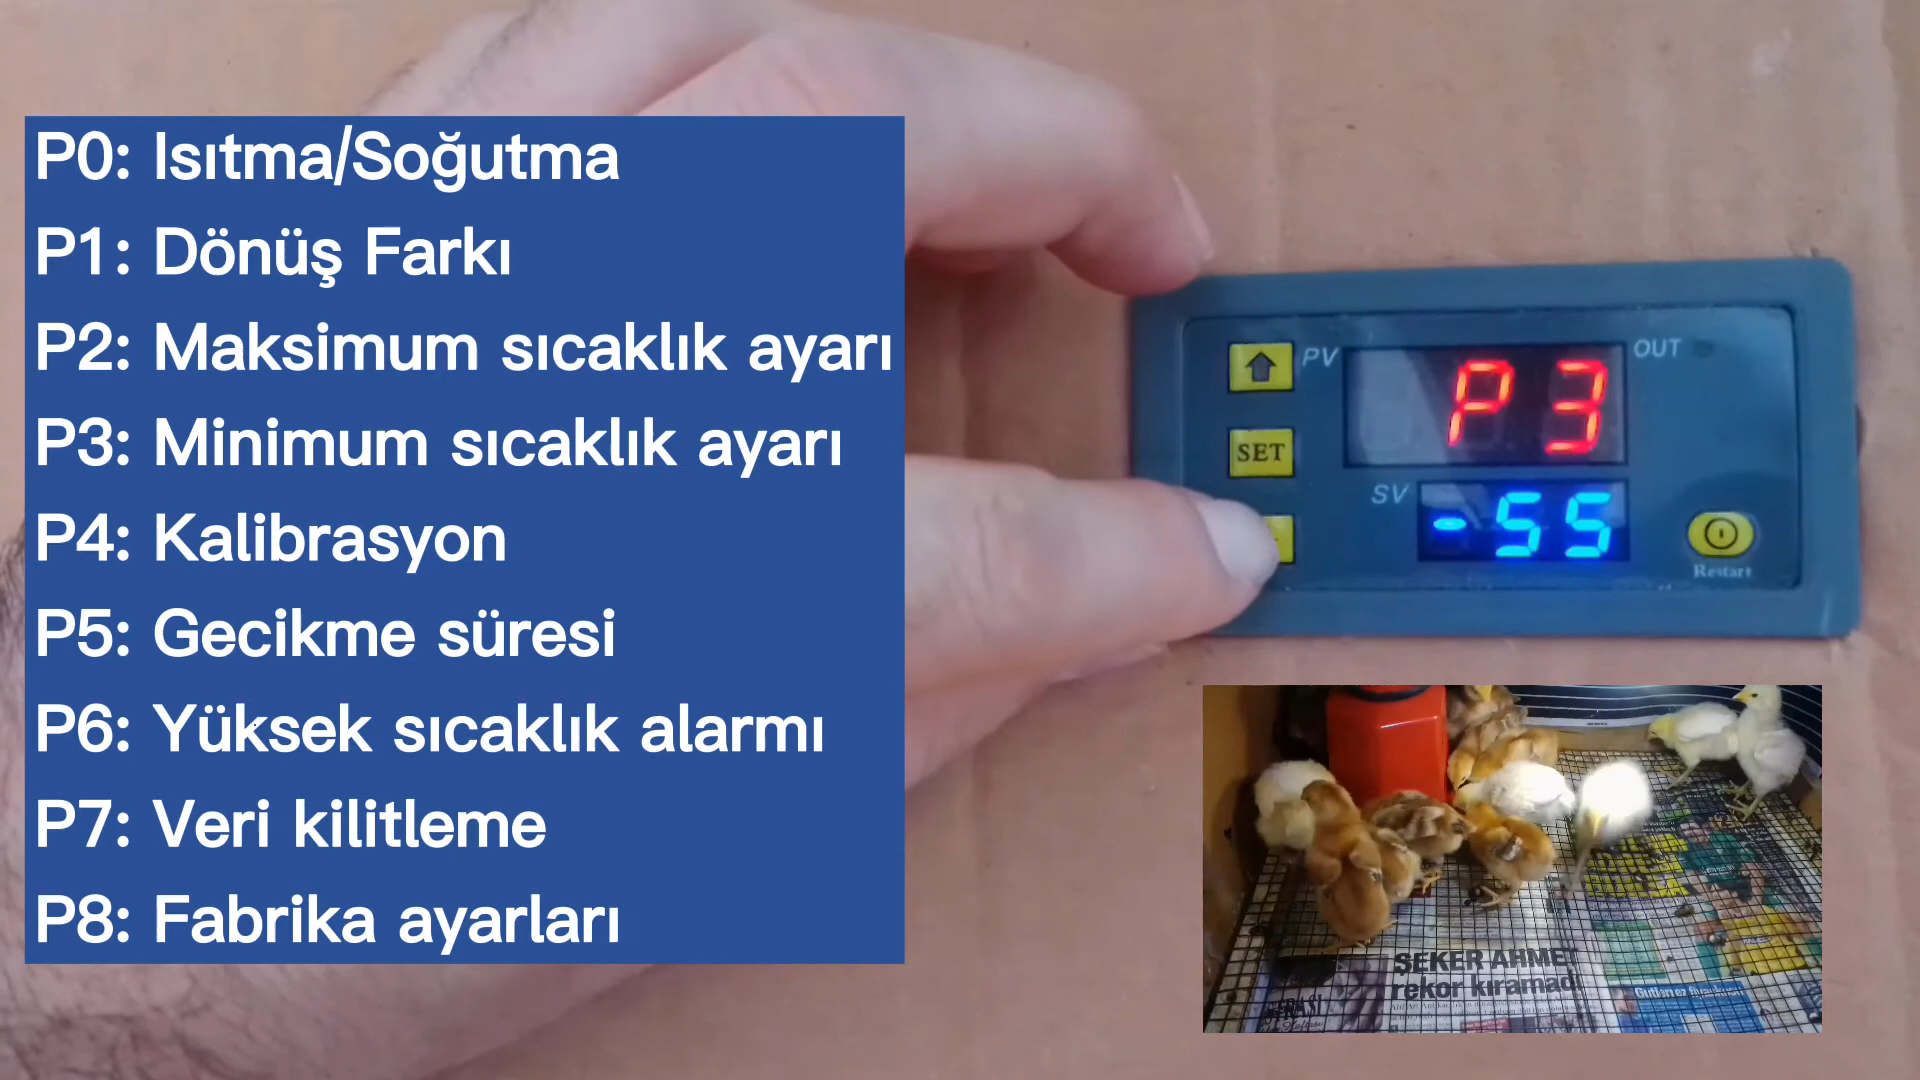 P0: Isıtma/Soğutma
P1: Dönüş Farkı
P2: Maksimum sıcaklık ayarı
P3: Minimum sıcaklık ayarı
P4: Kalibrasyon
P5: Gecikme süresi
P6: Yüksek sıcaklık alarmı
P7: Veri kilitleme
P8: Fabrika ayarları
PV
P3
OUT
SET
SV
-55
Restart
ŞEKER AHMET
rekor kıramadı